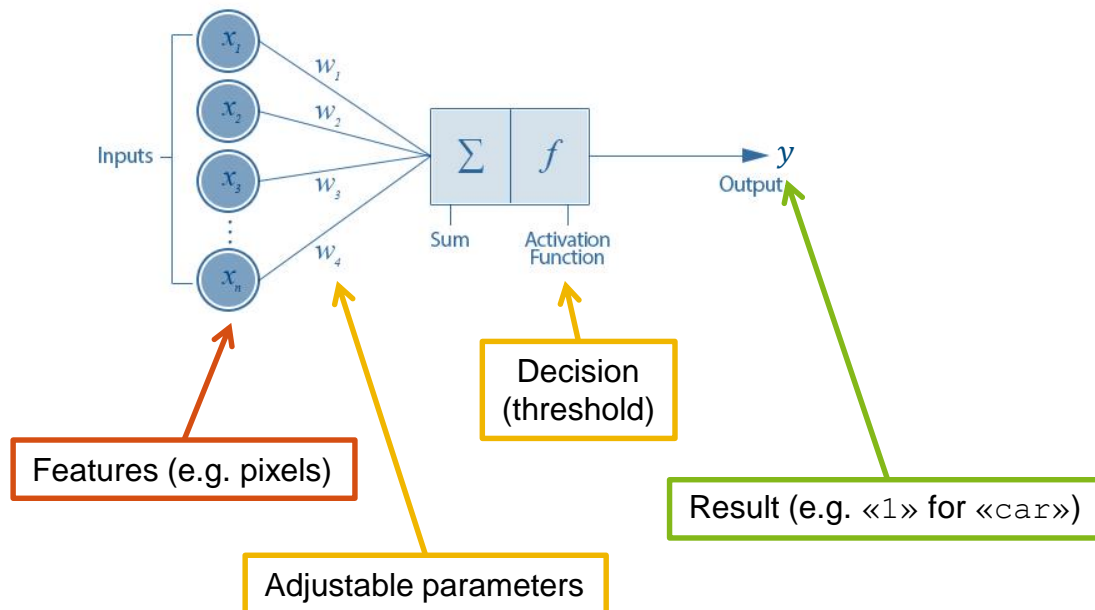 x1
w1
x2
w2
Inputs
Σ
f
y
x3
w3
Output
Sum
Activation
Function
w4
xn
Decision
(threshold)
Features (e.g. pixels)
Result (e.g. «1» for «car»)
Adjustable parameters